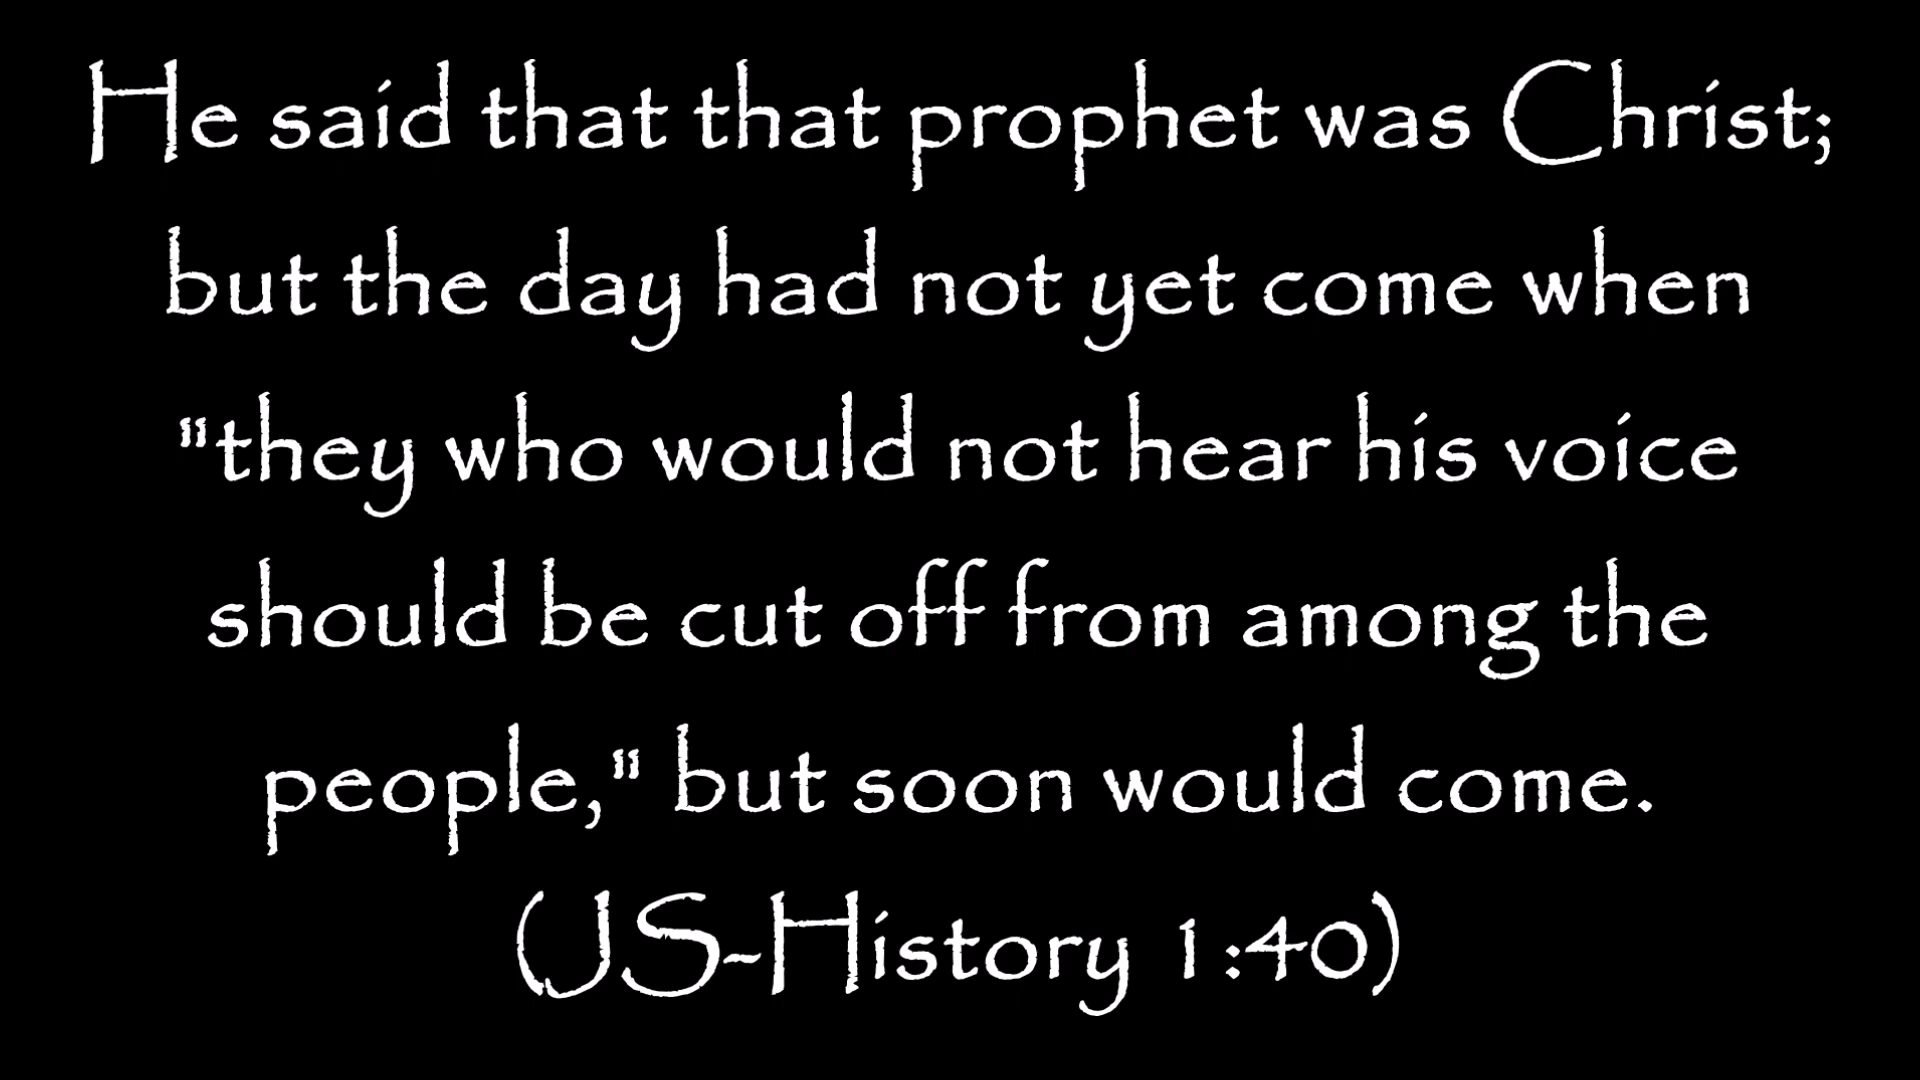 He said that that prophet was Christ;
but the day had not yet come when
"they who would not hear his voice
should be cut off from among the
people," but soon would come.
(JS-History 1:40)